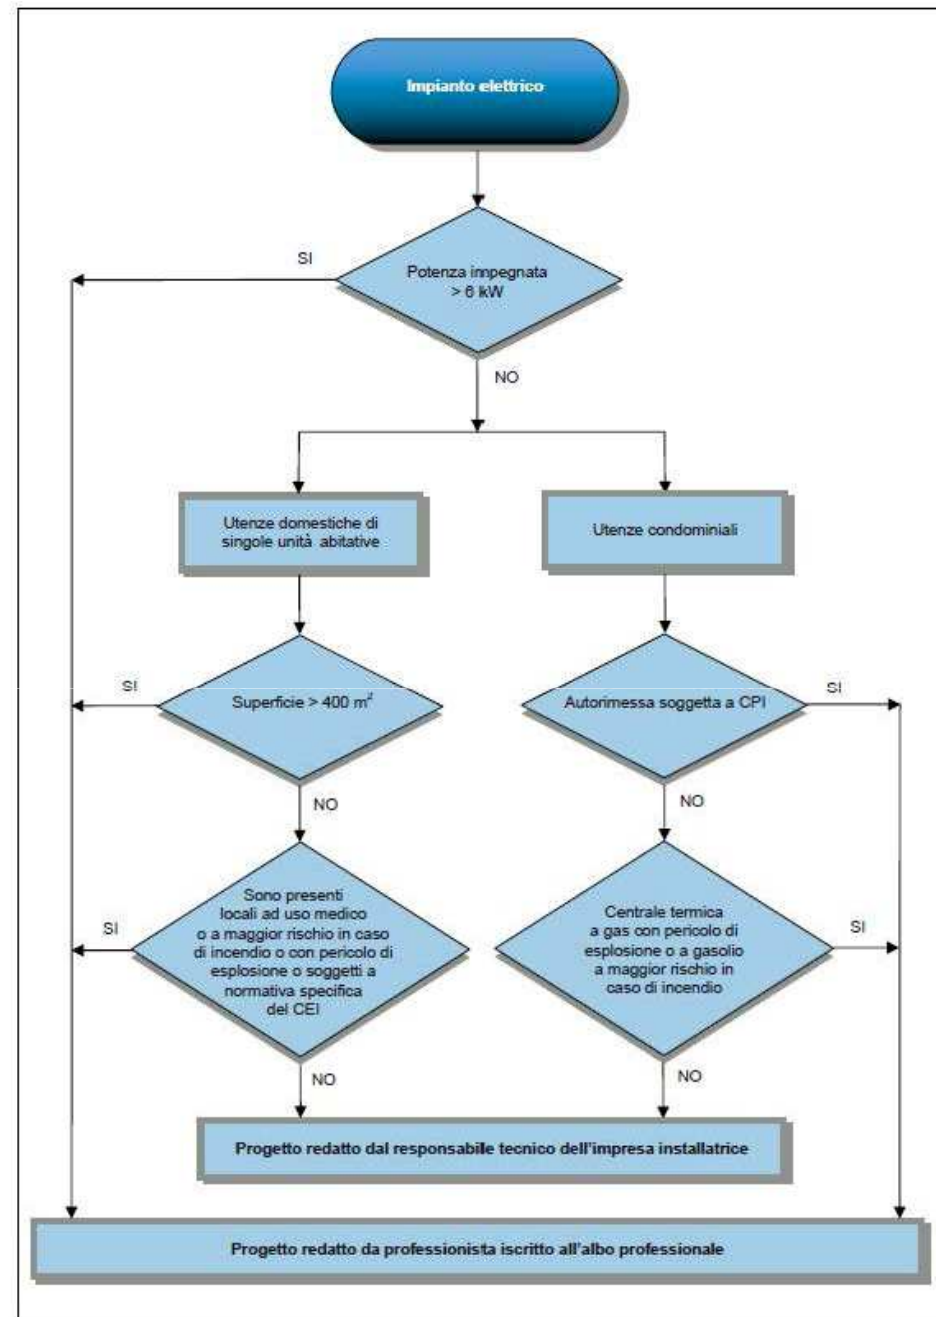 Impianto elettrico
SI
Potenza impegnata
> 6 kW
NO
Utenze domestiche di
singole unità abitative
Utenze condominiali
SI
Superficie > 400 m²
Autorimessa soggetta a CPI
SI
NO
NO
Sono presenti
locali ad uso medico
o a maggior rischio in caso
di incendio o con pericolo di
esplosione o soggetti a
normativa specifica
del CEI
SI
Centrale termica
a gas con pericolo di
esplosione o a gasolio
a maggior rischio in
caso di incendio
SI
NO
NO
Progetto redatto dal responsabile tecnico dell'impresa installatrice
Progetto redatto da professionista iscritto all'albo professionale